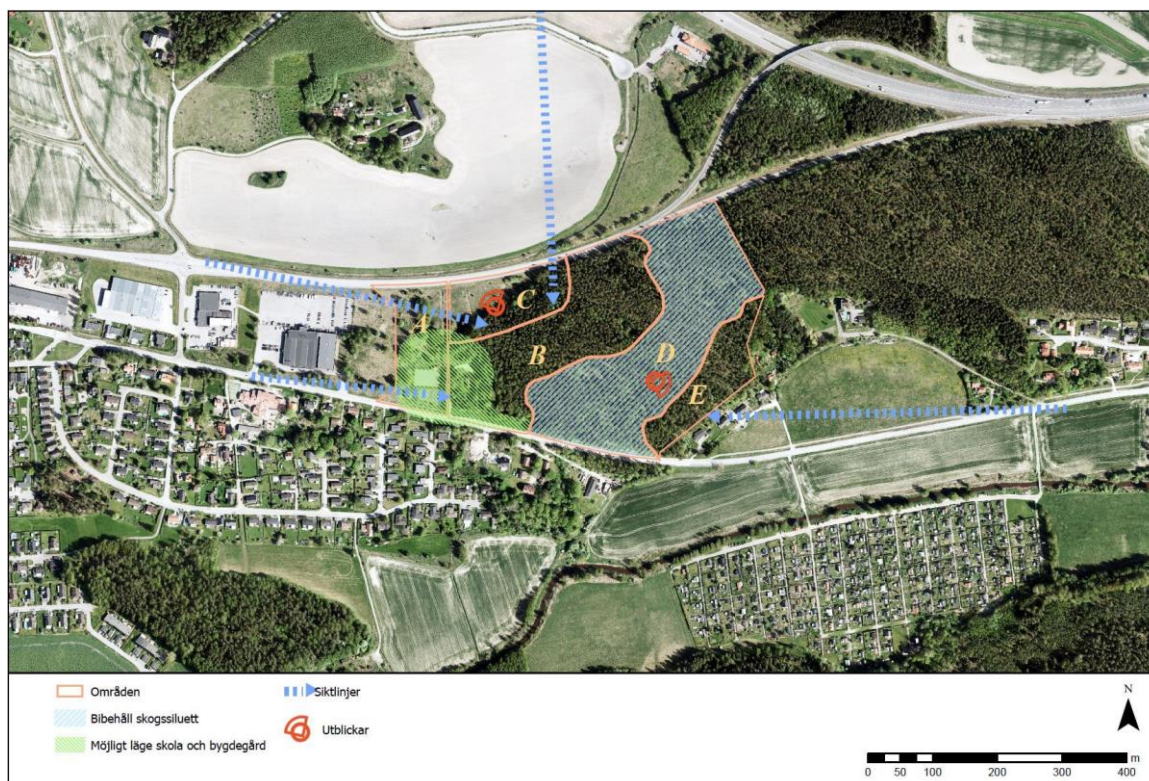 C
A
B
D
E
Områden
Bibehåll skogssiluett
Möjligt läge skola och bygdegård
Siktlinjer
Utblickar
N
m
0 50 100 200 300 400